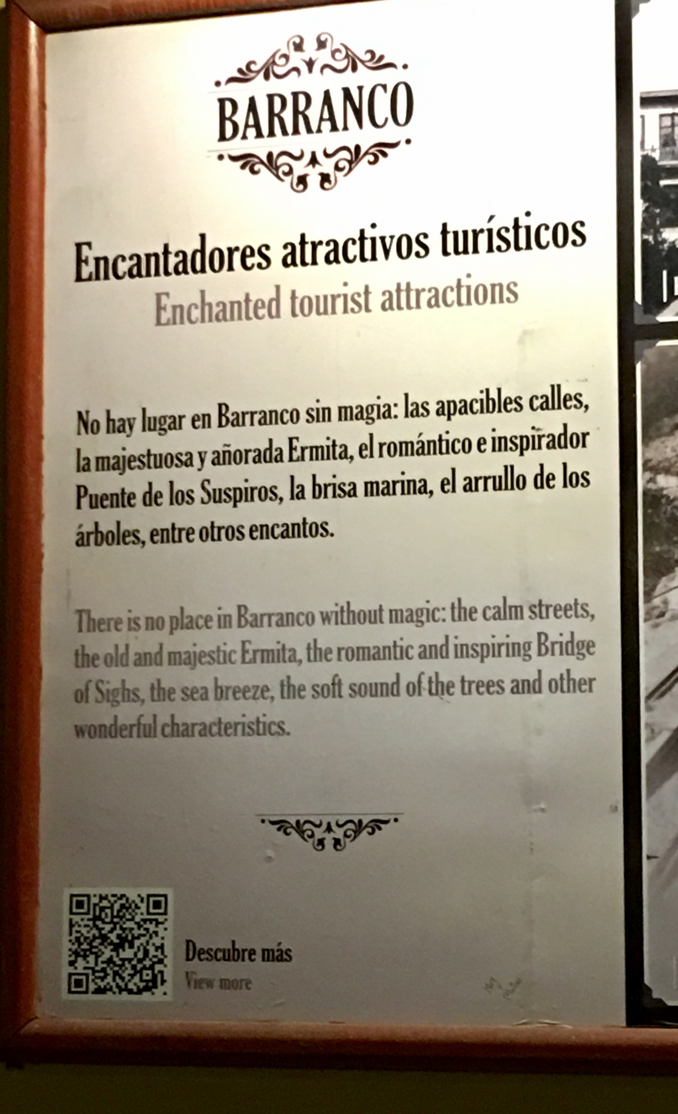 BARRANCO
Encantadores atractivos turísticos
Enchanted tourist attractions
No hay lugar en Barranco sin magia: las apacibles calles,
la majestuosa y añorada Ermita, el romántico e inspirador
Puente de los Suspiros, la brisa marina, el arrullo de los
árboles, entre otros encantos.
There is no place in Barranco without magic: the calm streets,
the old and majestic Ermita, the romantic and inspiring Bridge
of Sighs, the sea breeze, the soft sound of the trees and other
wonderful characteristics.
Descubre más
View more